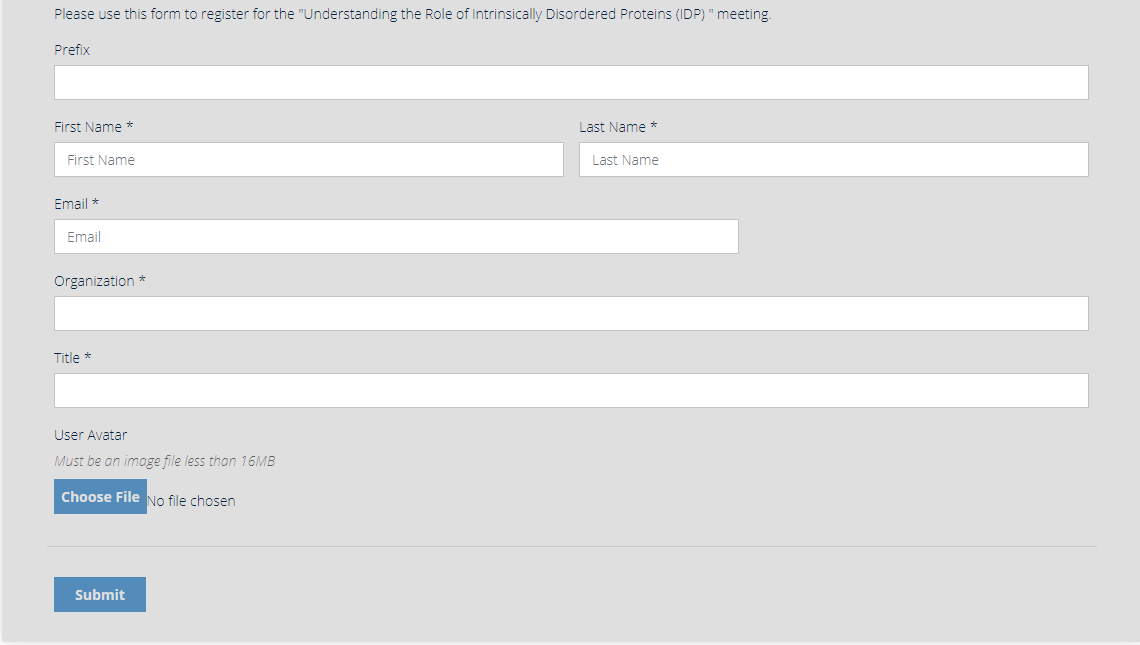 Please use this form to register for the "Understanding the Role of Intrinsically Disordered Proteins (IDP) " meeting.
Prefix
First Name *
Last Name *
First Name
Last Name
Email *
Email
Organization *
Title *
User Avatar
Must be an image file less than 16MB
Choose File No file chosen
Submit